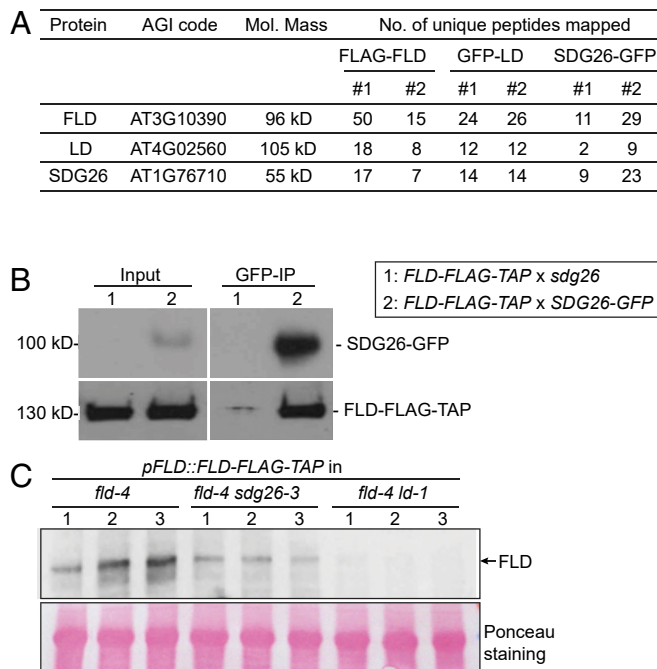 A
Protein AGI code Mol. Mass No. of unique peptides mapped
FLAG-FLD GFP-LD SDG26-GFP
#1 #2 #1 #2 #1 #2
FLD AT3G10390 96 kD 50 15 24 26 11 29
LD AT4G02560 105 kD 18 8 12 12 2 9
SDG26 AT1G76710 55 kD 17 7 14 14 9 23
B
Input GFP-IP
1 2 1 2
1: FLD-FLAG-TAP x sdg26
2: FLD-FLAG-TAP x SDG26-GFP
100 kD- - SDG26-GFP
130 kD- - FLD-FLAG-TAP
C
pFLD::FLD-FLAG-TAP in
fld-4 fld-4 sdg26-3 fld-4 ld-1
1 2 3 1 2 3 1 2 3
FLD
Ponceau
staining